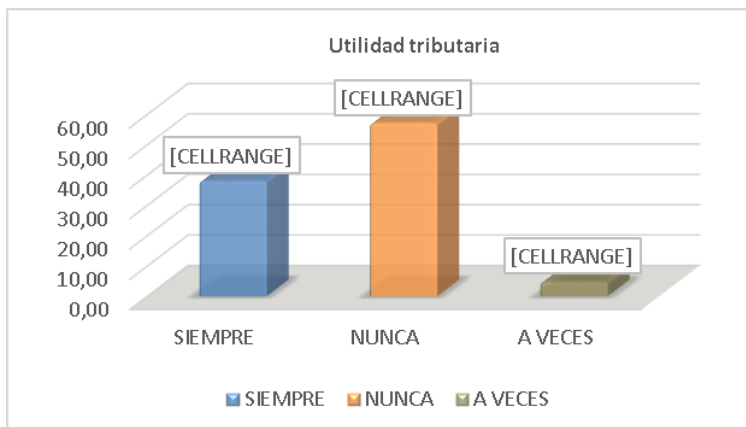 Utilidad tributaria
[CELLRANGE]
[CELLRANGE]
[CELLRANGE]
60,00
50,00
40,00
30,00
20,00
10,00
0,00
SIEMPRE NUNCA A VECES
SIEMPRE NUNCA A VECES